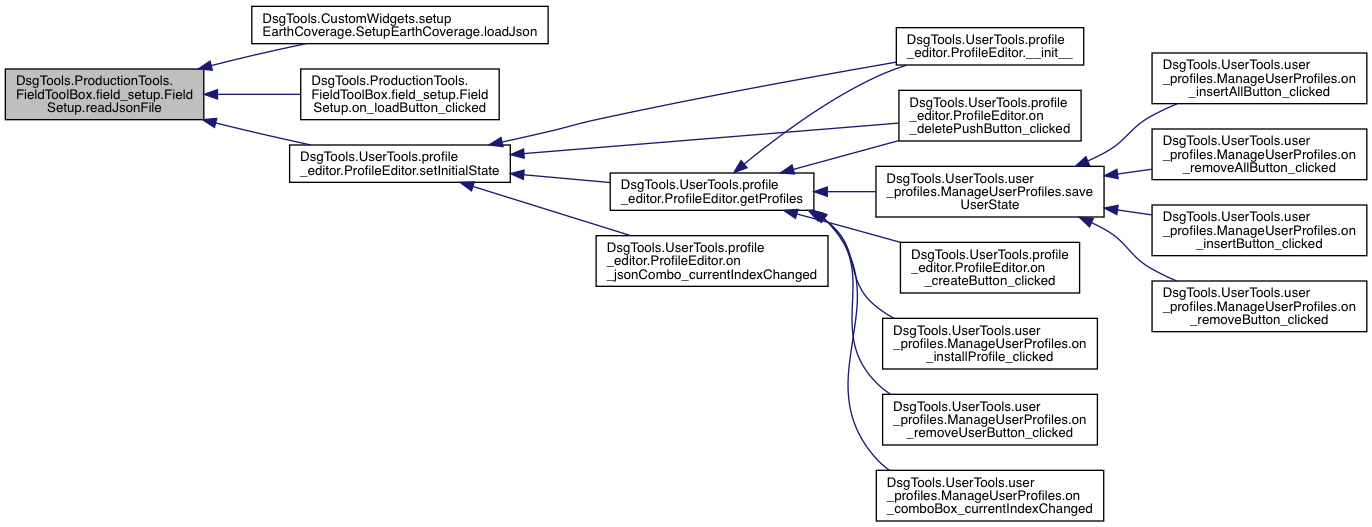 DsgTools.CustomWidgets.setup
EarthCoverage.SetupEarthCoverage.loadJson
DsgTools.ProductionTools.
FieldToolBox.field_setup.Field
Setup.readJsonFile
DsgTools.ProductionTools.
FieldToolBox.field_setup.Field
Setup.on_loadButton_clicked
DsgTools.UserTools.profile
_editor.ProfileEditor.setInitialState
DsgTools.UserTools.profile
_editor.ProfileEditor.__init__
DsgTools.UserTools.profile
_editor.ProfileEditor.on
_deletePushButton_clicked
DsgTools.UserTools.profile
_editor.ProfileEditor.getProfiles
DsgTools.UserTools.profile
_editor.ProfileEditor.on
_jsonCombo_currentIndexChanged
DsgTools.UserTools.user
_profiles.ManageUserProfiles.save
UserState
DsgTools.UserTools.profile
_editor.ProfileEditor.on
_createButton_clicked
DsgTools.UserTools.user
_profiles.ManageUserProfiles.on
_installProfile_clicked
DsgTools.UserTools.user
_profiles.ManageUserProfiles.on
_removeUserButton_clicked
DsgTools.UserTools.user
_profiles.ManageUserProfiles.on
_comboBox_currentIndexChanged
DsgTools.UserTools.user
_profiles.ManageUserProfiles.on
_insertAllButton_clicked
DsgTools.UserTools.user
_profiles.ManageUserProfiles.on
_removeAllButton_clicked
DsgTools.UserTools.user
_profiles.ManageUserProfiles.on
_insertButton_clicked
DsgTools.UserTools.user
_profiles.ManageUserProfiles.on
_removeButton_clicked